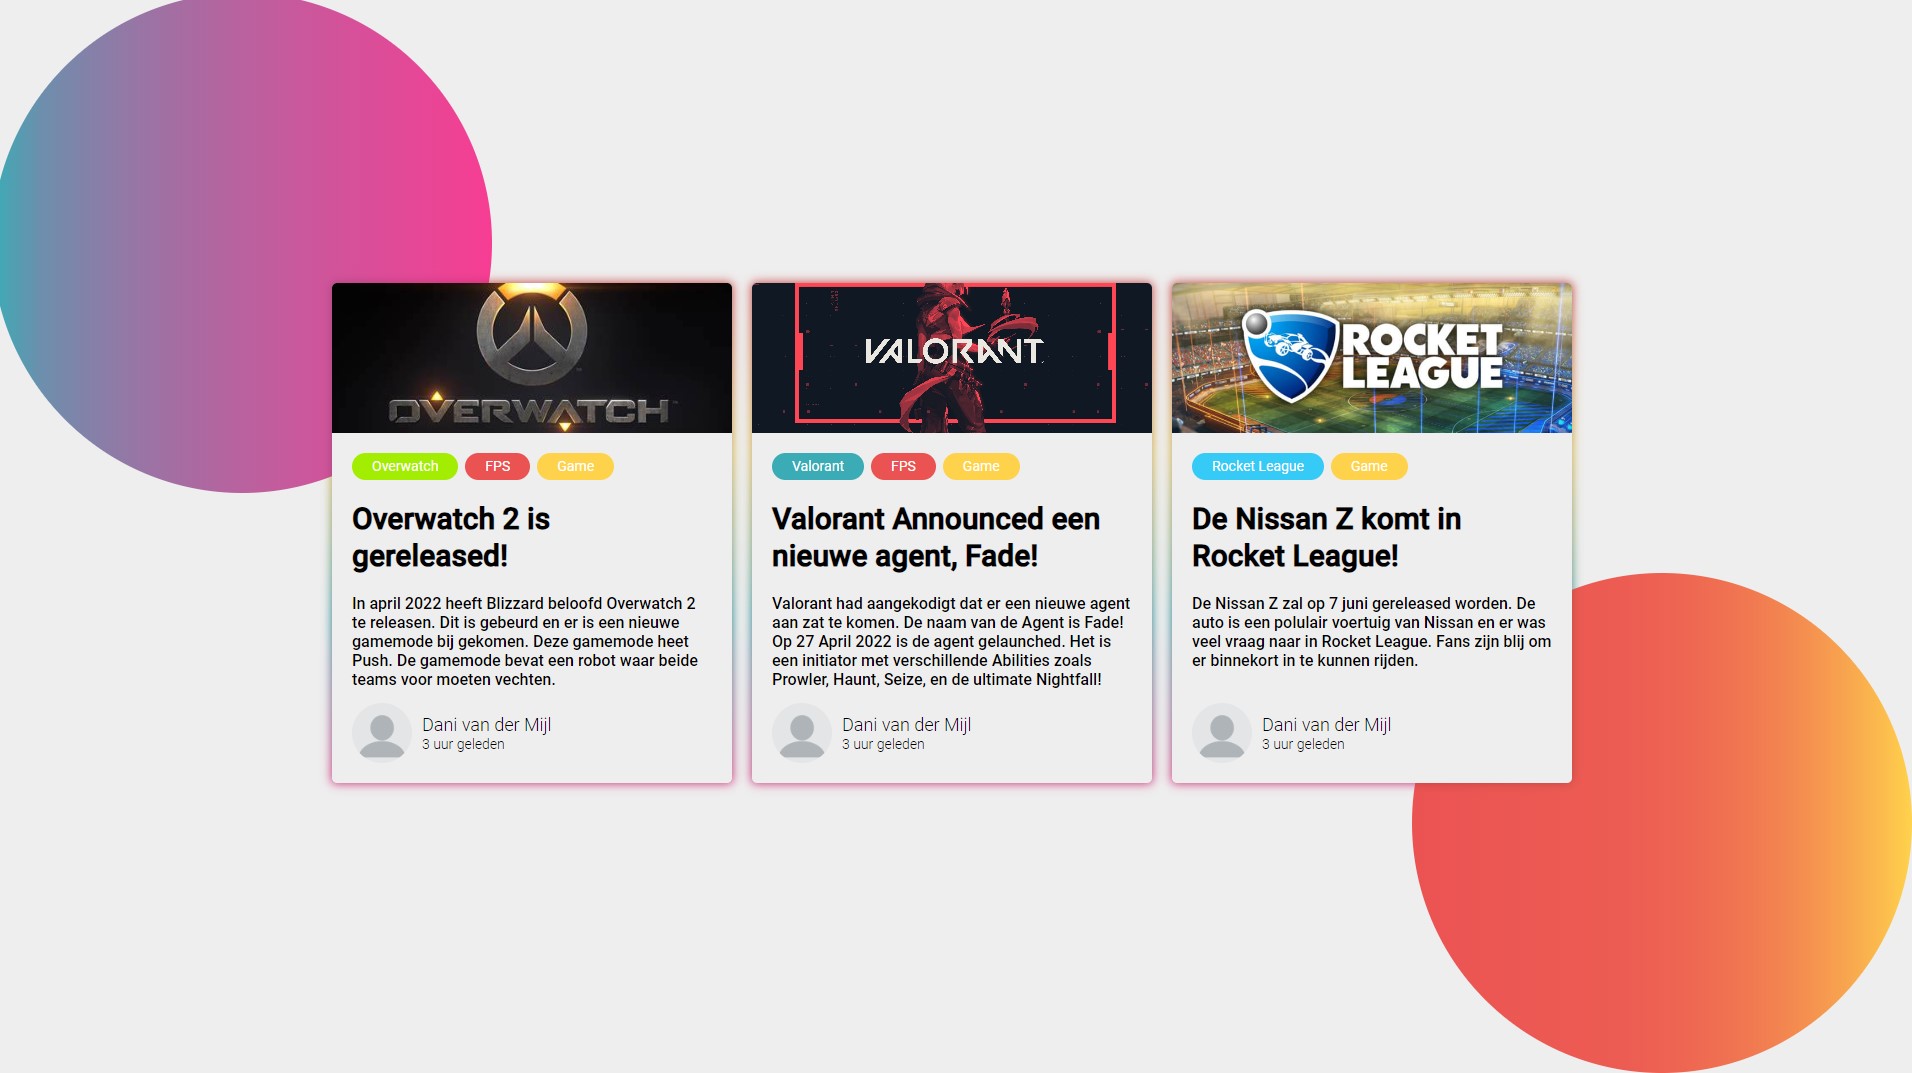 OVERWATCH
Overwatch FPS Game
Overwatch 2 is
gereleased!
In april 2022 heeft Blizzard beloofd Overwatch 2
te releasen. Dit is gebeurd en er is een nieuwe
gamemode bij gekomen. Deze gamemode heet
Push. De gamemode bevat een robot waar beide
teams voor moeten vechten.
Dani van der Mijl
3 uur geleden
VALORANT
Valorant FPS Game
Valorant Announced een
nieuwe agent, Fade!
Valorant had aangekodigt dat er een nieuwe agent
aan zat te komen. De naam van de Agent is Fade!
Op 27 April 2022 is de agent gelaunched. Het is
een initiator met verschillende Abilities zoals
Prowler, Haunt, Seize, en de ultimate Nightfall!
Dani van der Mijl
3 uur geleden
ROCKET
LEAGUE
Rocket League Game
De Nissan Z komt in
Rocket League!
De Nissan Z zal op 7 juni gereleased worden. De
auto is een polulair voertuig van Nissan en er was
veel vraag naar in Rocket League. Fans zijn blij om
er binnekort in te kunnen rijden.
Dani van der Mijl
3 uur geleden